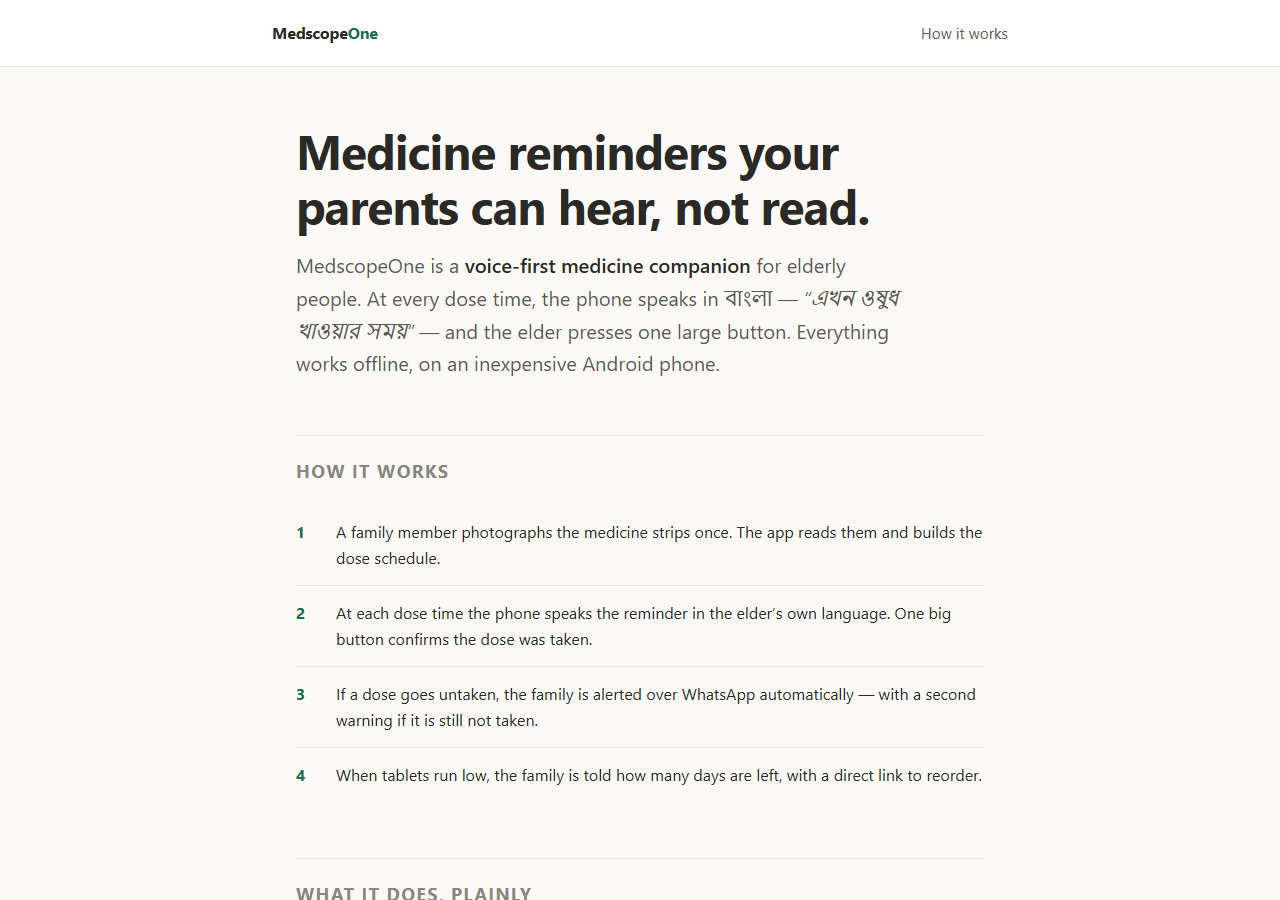 MedscopeOne
How it works
Medicine reminders your
parents can hear, not read.
MedscopeOne is a voice-first medicine companion for elderly
people. At every dose time, the phone speaks in বাংলা — “এখন ওষুধ
খাওয়ার সময়” — and the elder presses one large button. Everything
works offline, on an inexpensive Android phone.
HOW IT WORKS
1 A family member photographs the medicine strips once. The app reads them and builds the
dose schedule.
2 At each dose time the phone speaks the reminder in the elder’s own language. One big
button confirms the dose was taken.
3 If a dose goes untaken, the family is alerted over WhatsApp automatically — with a second
warning if it is still not taken.
4 When tablets run low, the family is told how many days are left, with a direct link to reorder.
WHAT IT DOES, PLAINLY